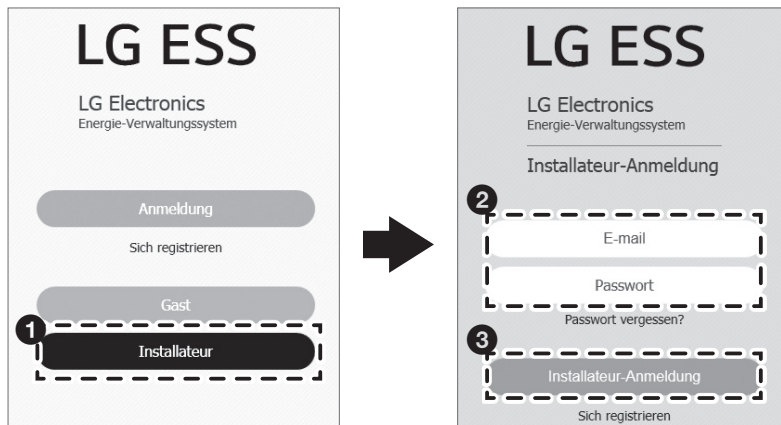 LG ESS
LG Electronics
Energie-Verwaltungssystem
Anmeldung
Sich registrieren
Gast
1
Installateur
LG ESS
LG Electronics
Energie-Verwaltungssystem
Installateur-Anmeldung
2
E-mail
Passwort
Passwort vergessen?
3
Installateur-Anmeldung
Sich registrieren